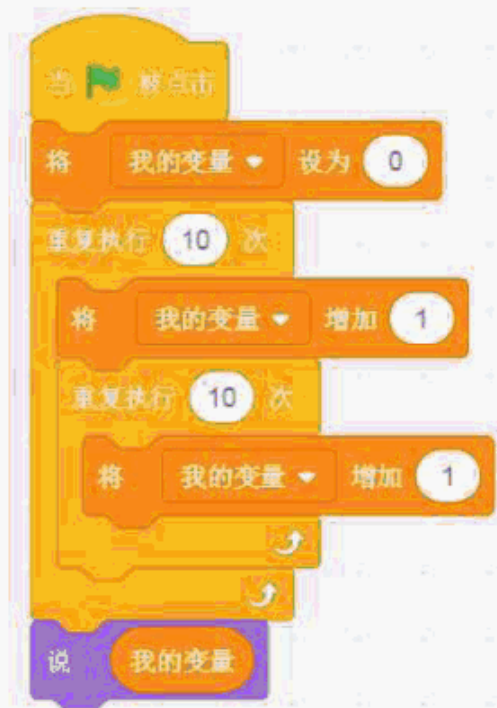 当 被点击
将 我的变量 设为 0
重复执行 10 次
将 我的变量 增加 1
重复执行 10 次
将 我的变量 增加 1
说 我的变量